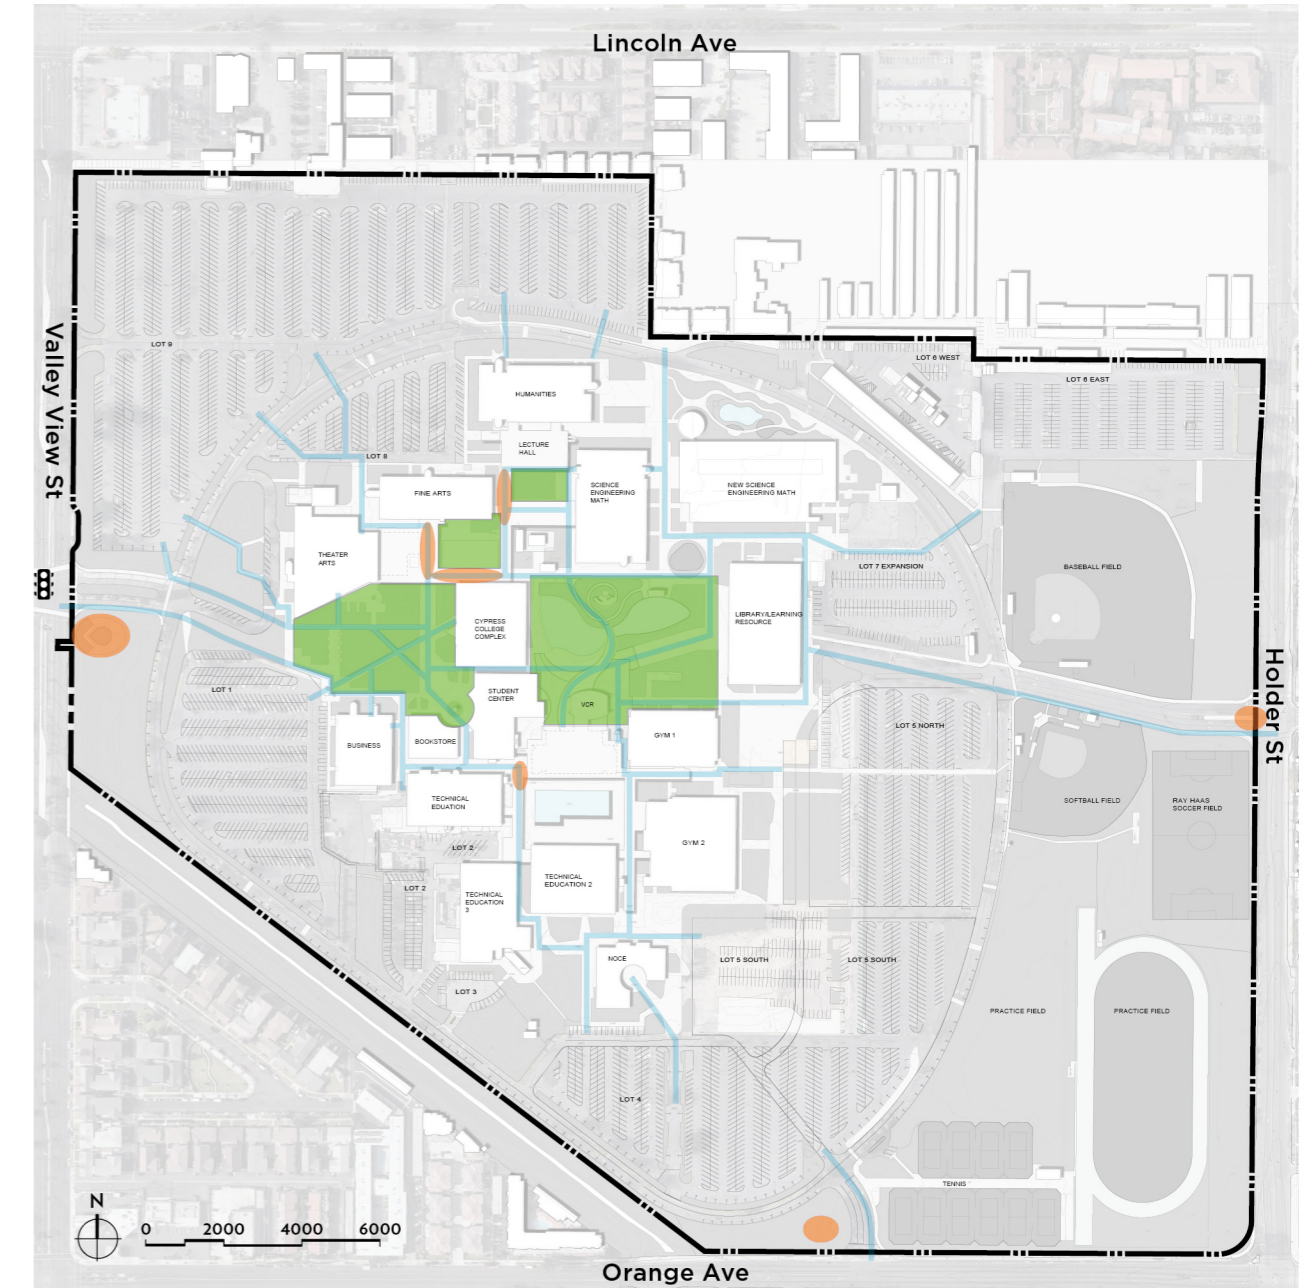 Lincoln Ave
Valley View St
LOT 9
LOT 6 WEST
LOT 6 EAST
HUMANITIES
LECTURE
HALL
LOT 8
FINE ARTS
SCIENCE
ENGINEERING
MATH
NEW SCIENCE
ENGINEERING MATH
THEATER
ARTS
LOT 7 EXPANSION
BASEBALL FIELD
CYPRESS
COLLEGE
COMPLEX
LIBRARY/LEARNING
RESOURCE
LOT 1
STUDENT
CENTER
VCR
Holder St
LOT 5 NORTH
BUSINESS
BOOKSTORE
GYM 1
TECHNICAL
EDUATION
SOFTBALL FIELD
RAY HAAS
SOCCER FIELD
LOT 2
GYM 2
LOT 2
TECHNICAL
EDUCATION 2
TECHNICAL
EDUCATION
3
NOCE
LOT 5 SOUTH
LOT 5 SOUTH
LOT 3
PRACTICE FIELD
PRACTICE FIELD
LOT 4
TENNIS
N
0 2000 4000 6000
Orange Ave